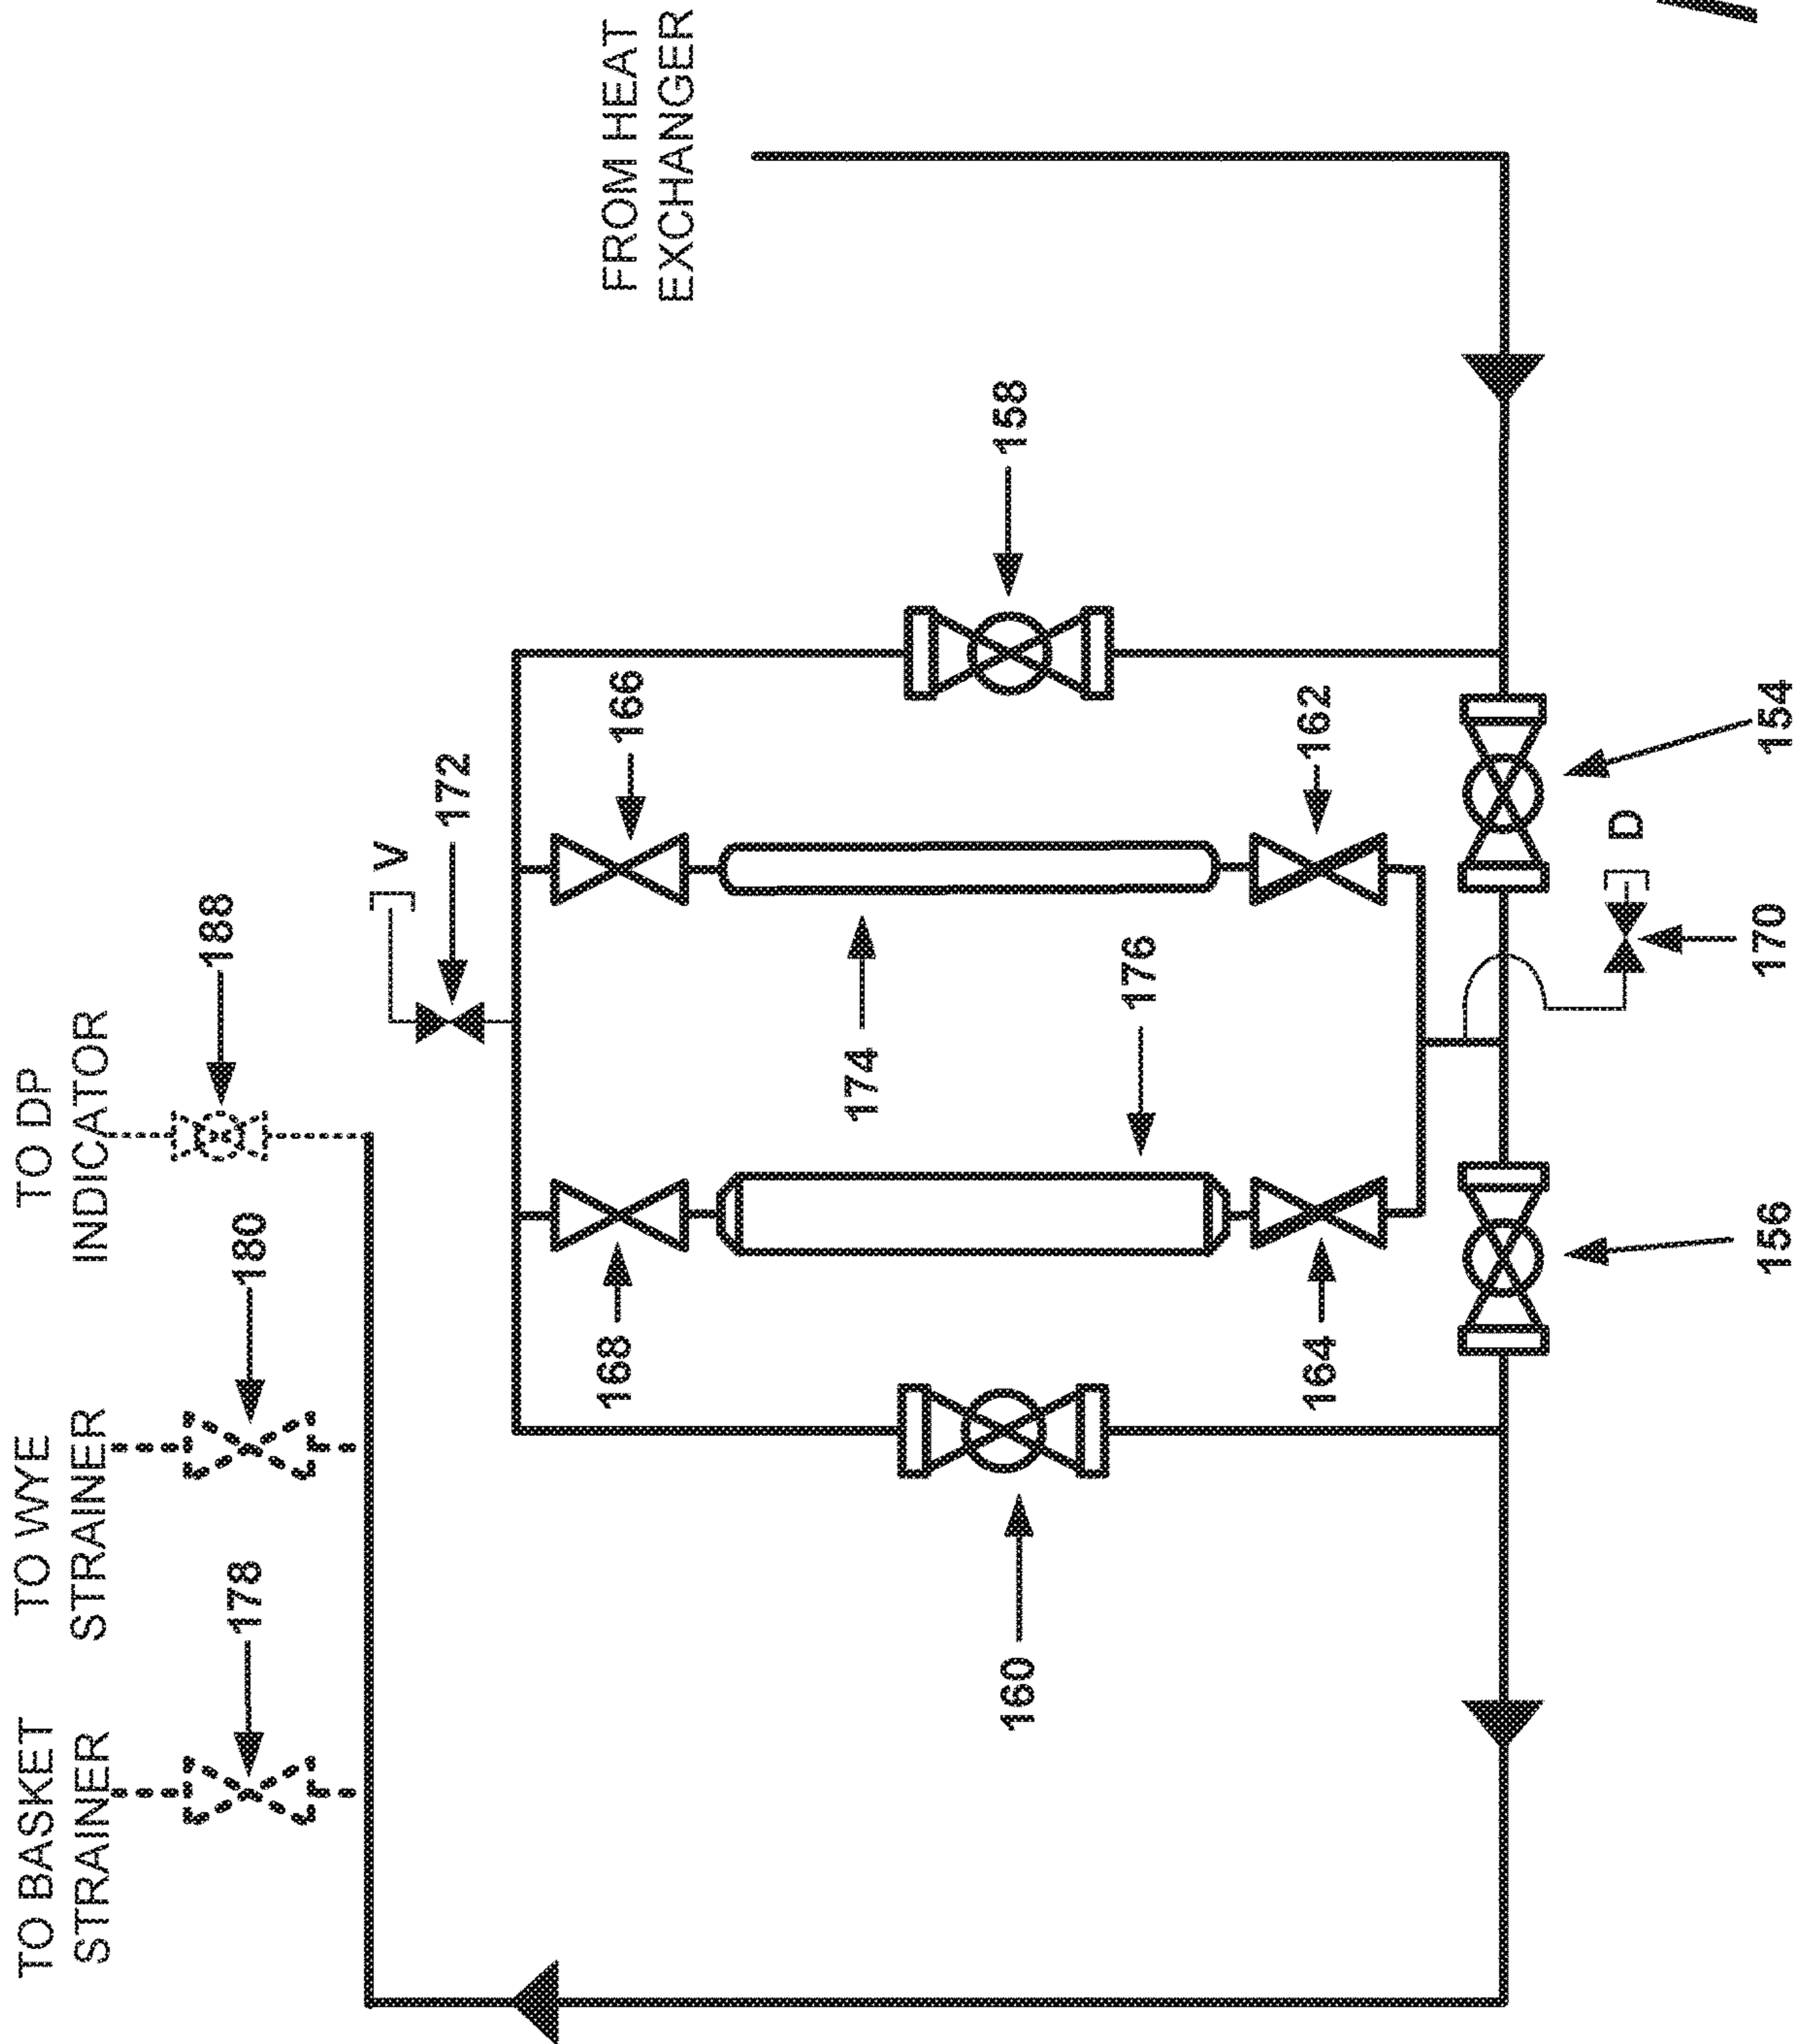 TO BASKET
STRAINER
TO WYE
STRAINER
TO DP
INDICATOR
178
180
188
V
172
FROM HEAT
EXCHANGER
168
166
174
176
160
158
164
162
D
156
170
154